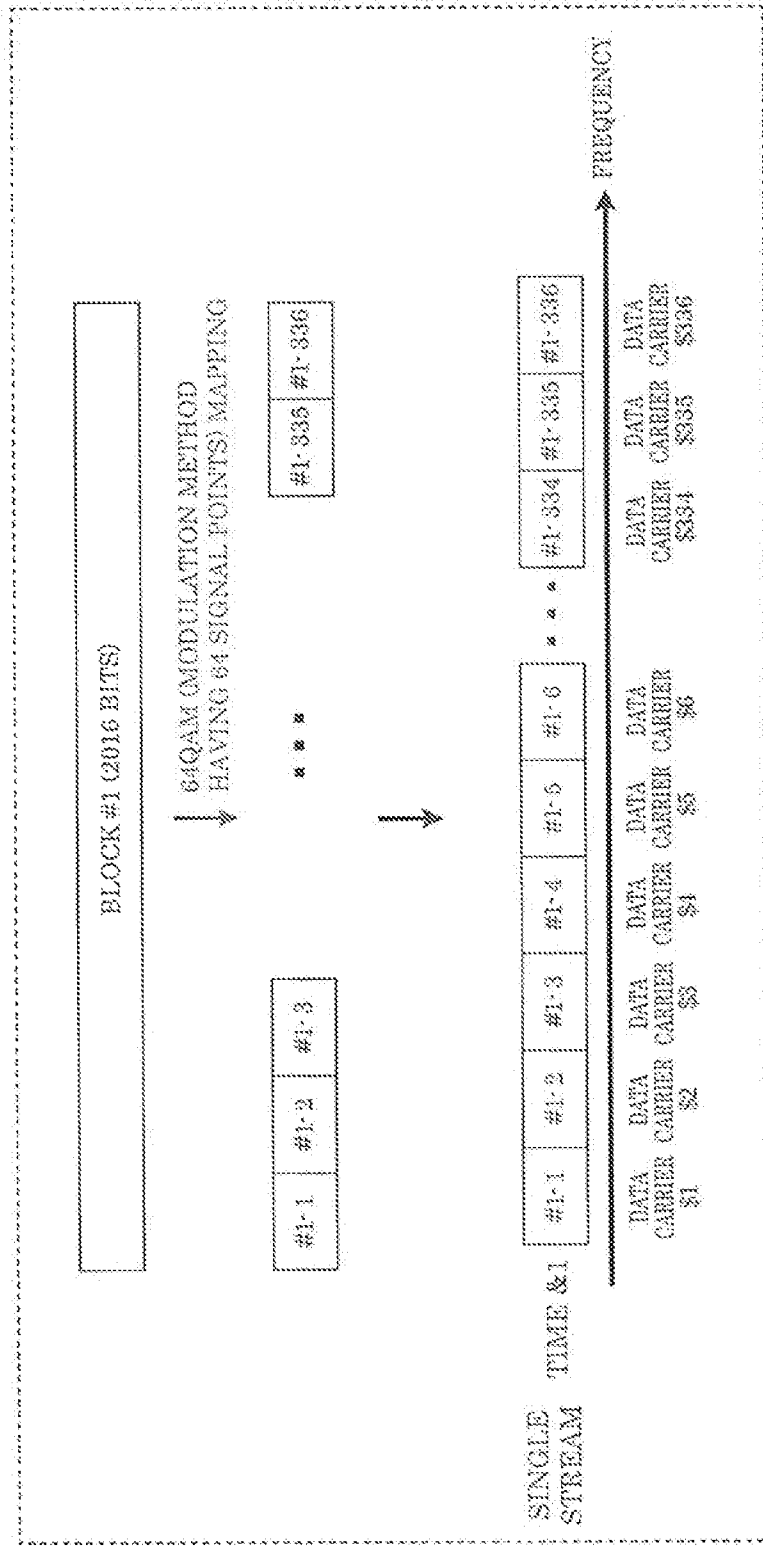 BLOCK #1 (2016 BITS)
64QAM (MODULATION METHOD
HAVING 64 SIGNAL POINTS) MAPPING
#1-1 #1-2 #1-3 #1-335 #1-336
SINGLE
STREAM
TIME &1
#1-1 #1-2 #1-3 #1-4 #1-5 #1-6 #1-334 #1-335 #1-336
FREQUENCY
DATA
CARRIER
$1
DATA
CARRIER
$2
DATA
CARRIER
$3
DATA
CARRIER
$4
DATA
CARRIER
$5
DATA
CARRIER
$6
DATA
CARRIER
$334
DATA
CARRIER
$335
DATA
CARRIER
$336